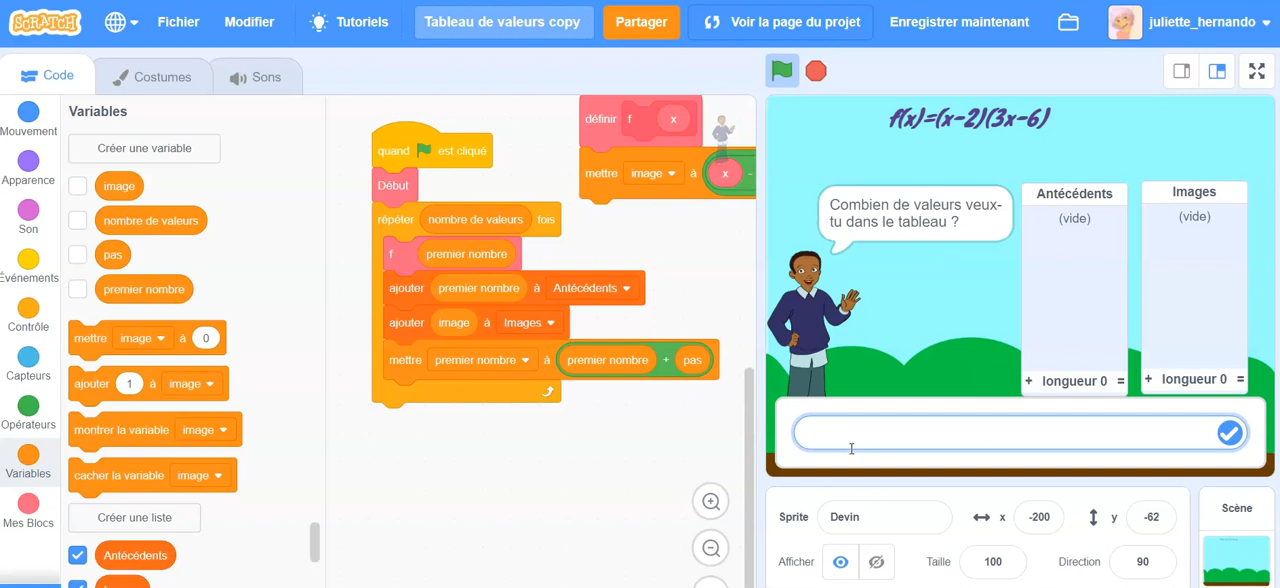 SCRATCH
Fichier
Modifier
Tutoriels
Tableau de valeurs copy
Partager
Voir la page du projet
Enregistrer maintenant
juliette_hernando
Code
Costumes
Sons
Mouvement
Apparence
Son
Événements
Contrôle
Capteurs
Opérateurs
Variables
Mes Blocs
Variables
Créer une variable
image
nombre de valeurs
pas
premier nombre
mettre image à 0
ajouter 1 à image
montrer la variable image
cacher la variable image
Créer une liste
Antécédents
quand est cliqué
Début
répéter nombre de valeurs fois
f premier nombre
ajouter premier nombre à Antécédents
ajouter image à Images
mettre premier nombre à premier nombre + pas
définir f x
mettre image à x -
f(x)=(x-2)(3x-6)
Combien de valeurs veux-
tu dans le tableau ?
Antécédents
(vide)
+ longueur 0 =
Images
(vide)
+ longueur 0 =
Sprite Devin x -200 y -62
Afficher Taille 100 Direction 90
Scène